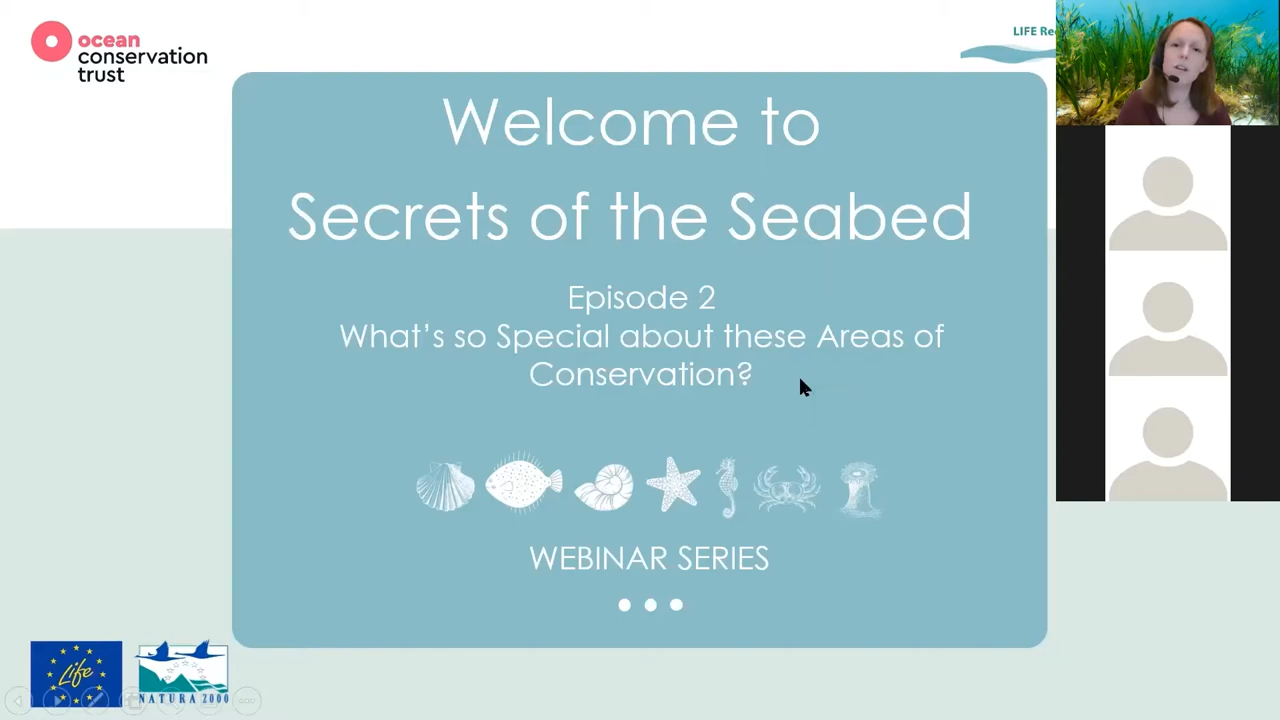 ocean
conservation
trust
LIFE
Welcome to
Secrets of the Seabed
Episode 2
What's so Special about these Areas of
Conservation?
WEBINAR SERIES
Life
NATURA 2000